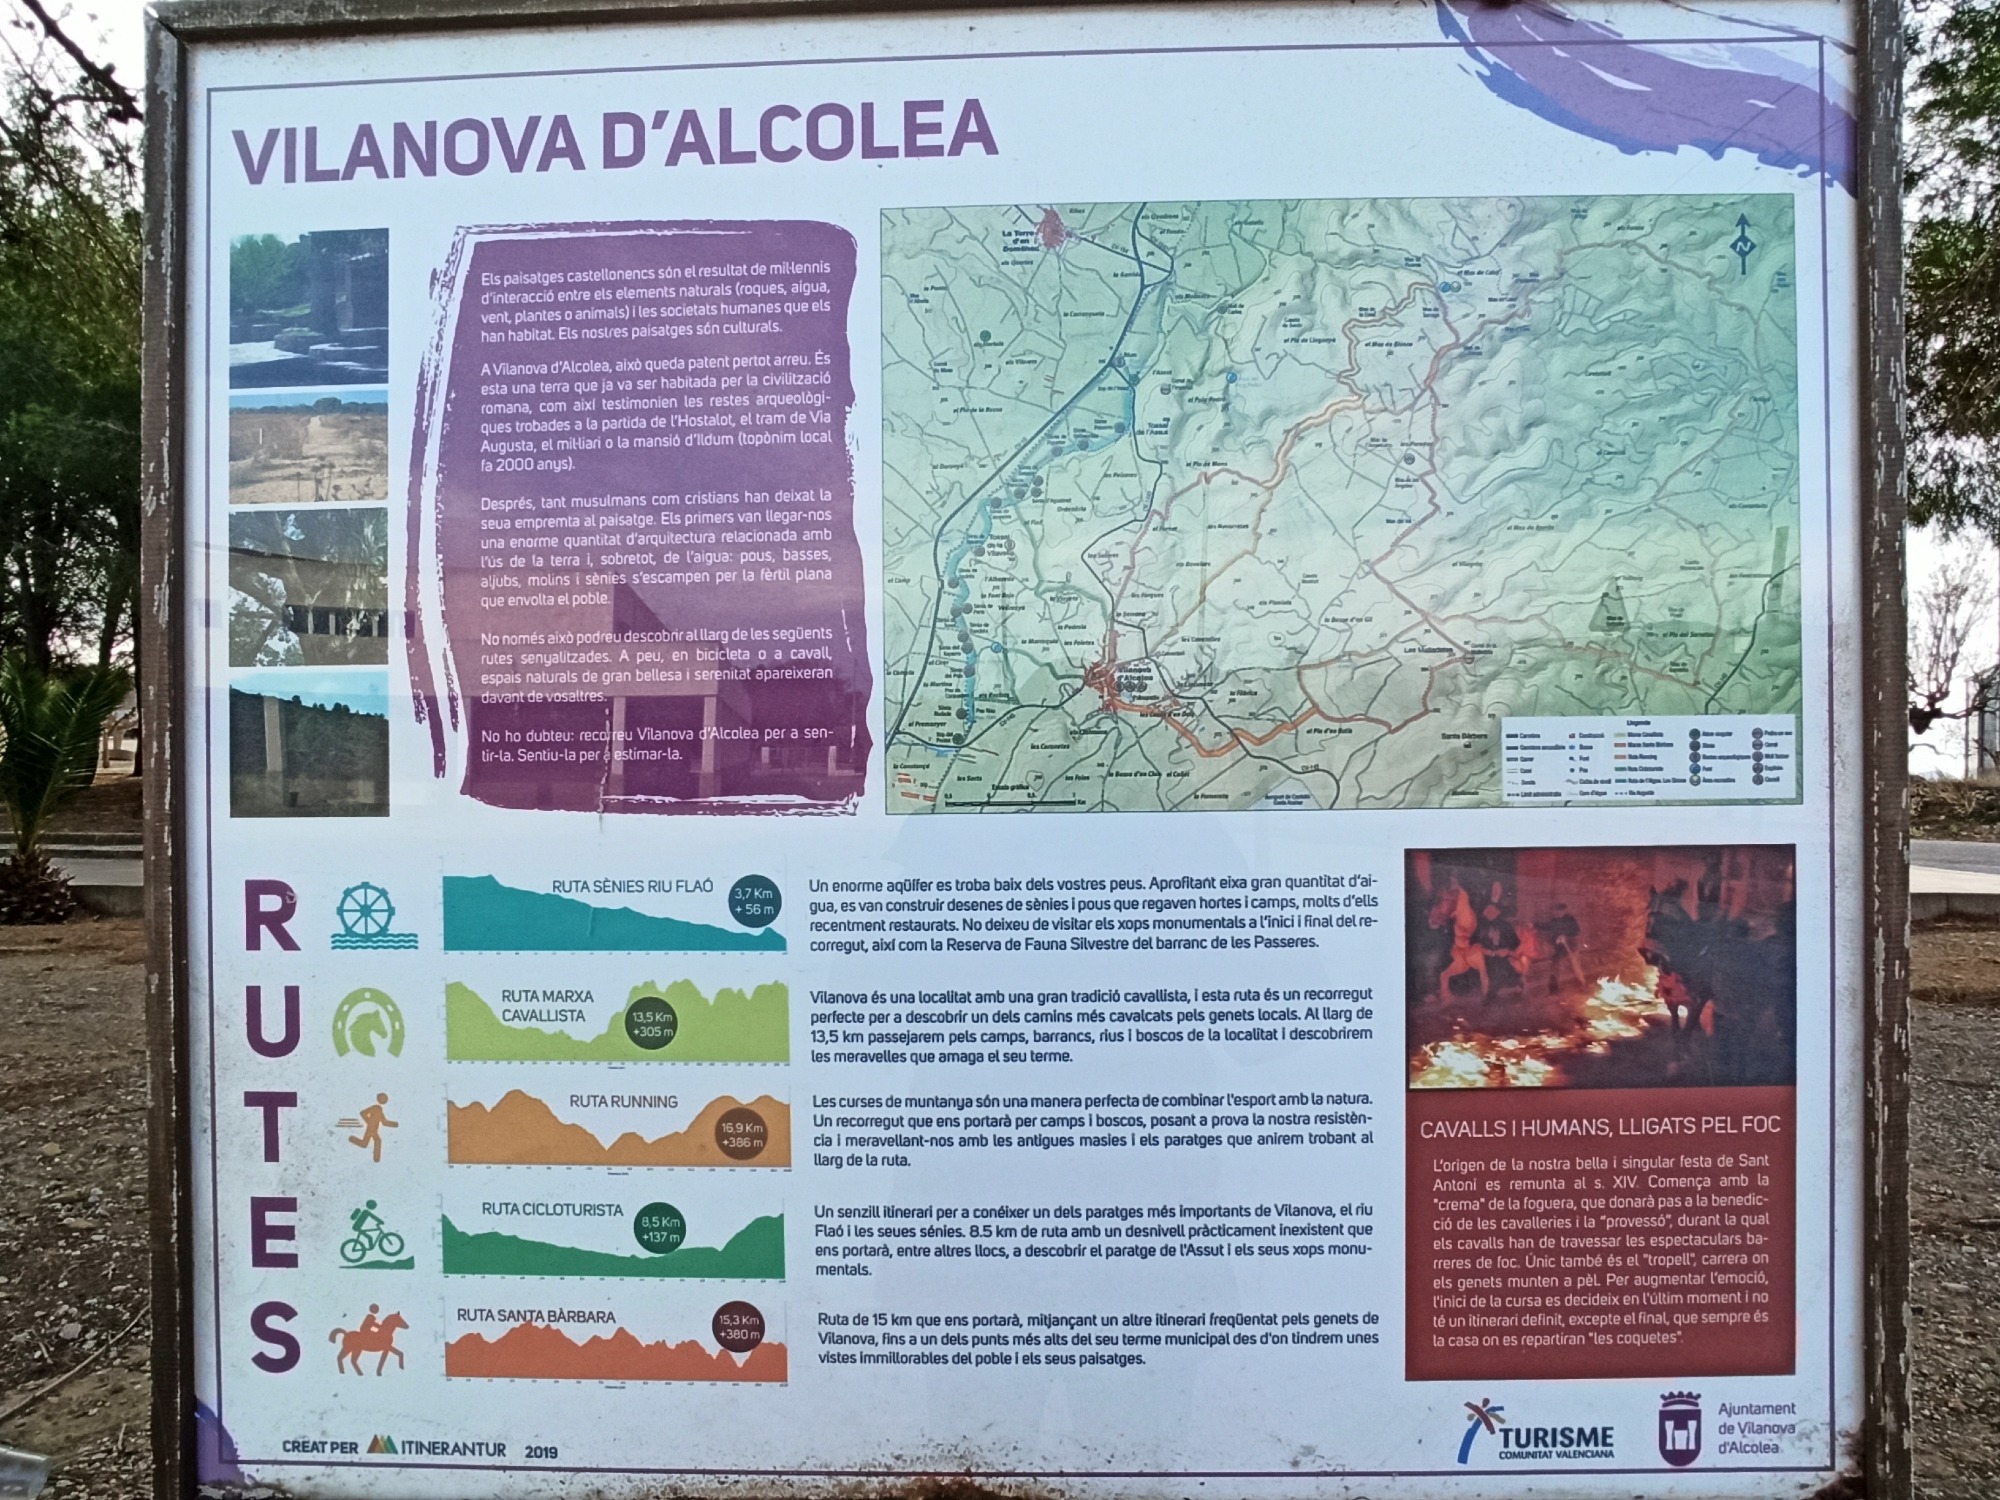 VILANOVA D'ALCOLEA
Els paisatges castellonencs són el resultat de mil·lennis
d'interacció entre els elements naturals (roques, aigua,
vent, plantes o animals) i les societats humanes que els
han habitat. Els nostres paisatges són culturals.
A Vilanova d'Alcolea, això queda patent pertot arreu. És
esta una terra que ja va ser habitada per la civilització
romana, com així testimonien les restes arqueològi-
ques trobades a la partida de l'Hostalot, el tram de Via
Augusta, el mil·liari o la mansió d'Ildum (topònim local
fa 2000 anys).
Després, tant musulmans com cristians han deixat la
seua empremta al paisatge. Els primers van llegar-nos
una enorme quantitat d'arquitectura relacionada amb
l'ús de la terra i, sobretot, de l'aigua: pous, basses,
aljubs, molins i sènies s'escampen per la fèrtil plana
que envolta el poble.
No només això podreu descobrir al llarg de les següents
rutes senyalitzades. A peu, en bicicleta o a cavall,
espais naturals de gran bellesa i serenitat apareixeran
davant de vosaltres.
No ho dubteu: recorreu Vilanova d'Alcolea per a sen-
tir-la. Sentiu-la per a estimar-la.
La Torre
d'en
Domènec
Vilanova
d'Alcolea
Les Malladetes
Santa Bàrbara
Escala gràfica
Llegenda
N
RUTES
RUTA SÈNIES RIU FLAÓ
3,7 Km
+ 56 m
Un enorme aqüífer es troba baix dels vostres peus. Aprofitant eixa gran quantitat d'ai-
gua, es van construir desenes de sènies i pous que regaven hortes i camps, molts d'ells
recentment restaurats. No deixeu de visitar els xops monumentals a l'inici i final del re-
corregut, així com la Reserva de Fauna Silvestre del barranc de les Passeres.
RUTA MARXA
CAVALLISTA
13,5 Km
+305 m
Vilanova és una localitat amb una gran tradició cavallista, i esta ruta és un recorregut
perfecte per a descobrir un dels camins més cavalcats pels genets locals. Al llarg de
13,5 km passejarem pels camps, barrancs, rius i boscos de la localitat i descobrirem
les meravelles que amaga el seu terme.
RUTA RUNNING
16,9 Km
+386 m
Les curses de muntanya són una manera perfecta de combinar l'esport amb la natura.
Un recorregut que ens portarà per camps i boscos, posant a prova la nostra resistèn-
cia i meravellant-nos amb les antigues masies i els paratges que anirem trobant al
llarg de la ruta.
RUTA CICLOTURISTA
8,5 Km
+137 m
Un senzill itinerari per a conéixer un dels paratges més importants de Vilanova, el riu
Flaó i les seues sénies. 8.5 km de ruta amb un desnivell pràcticament inexistent que
ens portarà, entre altres llocs, a descobrir el paratge de l'Assut i els seus xops monu-
mentals.
RUTA SANTA BÀRBARA
15,3 Km
+380 m
Ruta de 15 km que ens portarà, mitjançant un altre itinerari freqüentat pels genets de
Vilanova, fins a un dels punts més alts del seu terme municipal des d'on tindrem unes
vistes immillorables del poble i els seus paisatges.
CAVALLS I HUMANS, LLIGATS PEL FOC
L'origen de la nostra bella i singular festa de Sant
Antoni es remunta al s. XIV. Comença amb la
"crema" de la foguera, que donarà pas a la benedic-
ció de les cavalleries i la "provessó", durant la qual
els cavalls han de travessar les espectaculars ba-
rreres de foc. Únic també és el "tropell", carrera on
els genets munten a pèl. Per augmentar l'emoció,
l'inici de la cursa es decideix en l'últim moment i no
té un itinerari definit, excepte el final, que sempre és
la casa on es repartiran "les coquetes".
CREAT PER ITINERANTUR 2019
TURISME
COMUNITAT VALENCIANA
Ajuntament
de Vilanova
d'Alcolea